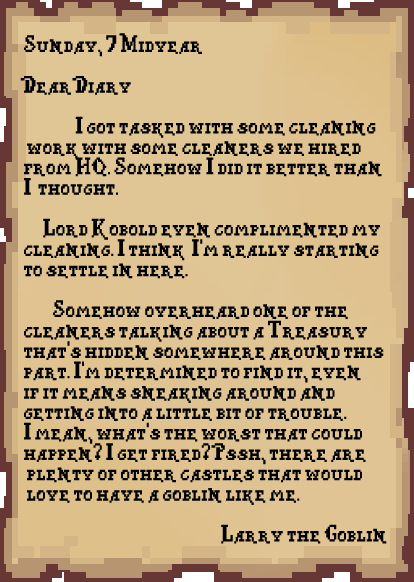 Sunday, 7 Midyear
Dear Diary
I got tasked with some cleaning
work with some cleaners we hired
from HQ. Somehow I did it better than
I thought.
Lord Kobold even complimented my
cleaning. I think I'm really starting
to settle in here.
Somehow overheard one of the
cleaners talking about a Treasury
that's hidden somewhere around this
part. I'm determined to find it, even
if it means sneaking around and
getting into a little bit of trouble.
I mean, what's the worst that could
happen? I get fired? Pssh, there are
plenty of other castles that would
love to have a goblin like me.
Larry the Goblin